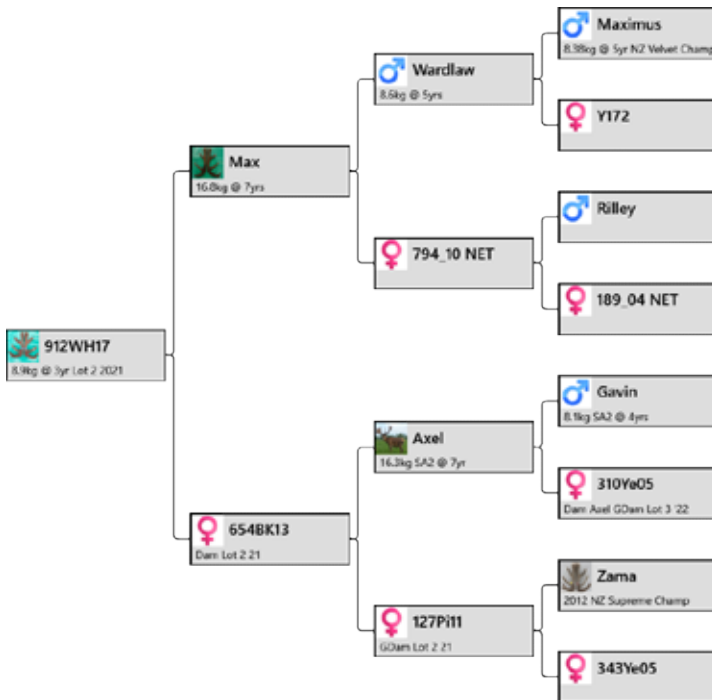 Maximus
8.38kg @ 5yr NZ Velvet Champ
Wardlaw
8.6kg @ 5yrs
Y172
Max
16.8kg @ 7yrs
Rilley
794_10 NET
189_04 NET
912WH17
8.9kg @ 3yr Lot 2 2021
Gavin
8.1kg SA2 @ 4yrs
Axel
16.3kg SA2 @ 7yr
310Ye05
Dam Axel GDam Lot 3 '22
654BK13
Dam Lot 2 21
Zama
2012 NZ Supreme Champ
127Pi11
GDam Lot 2 21
343Ye05